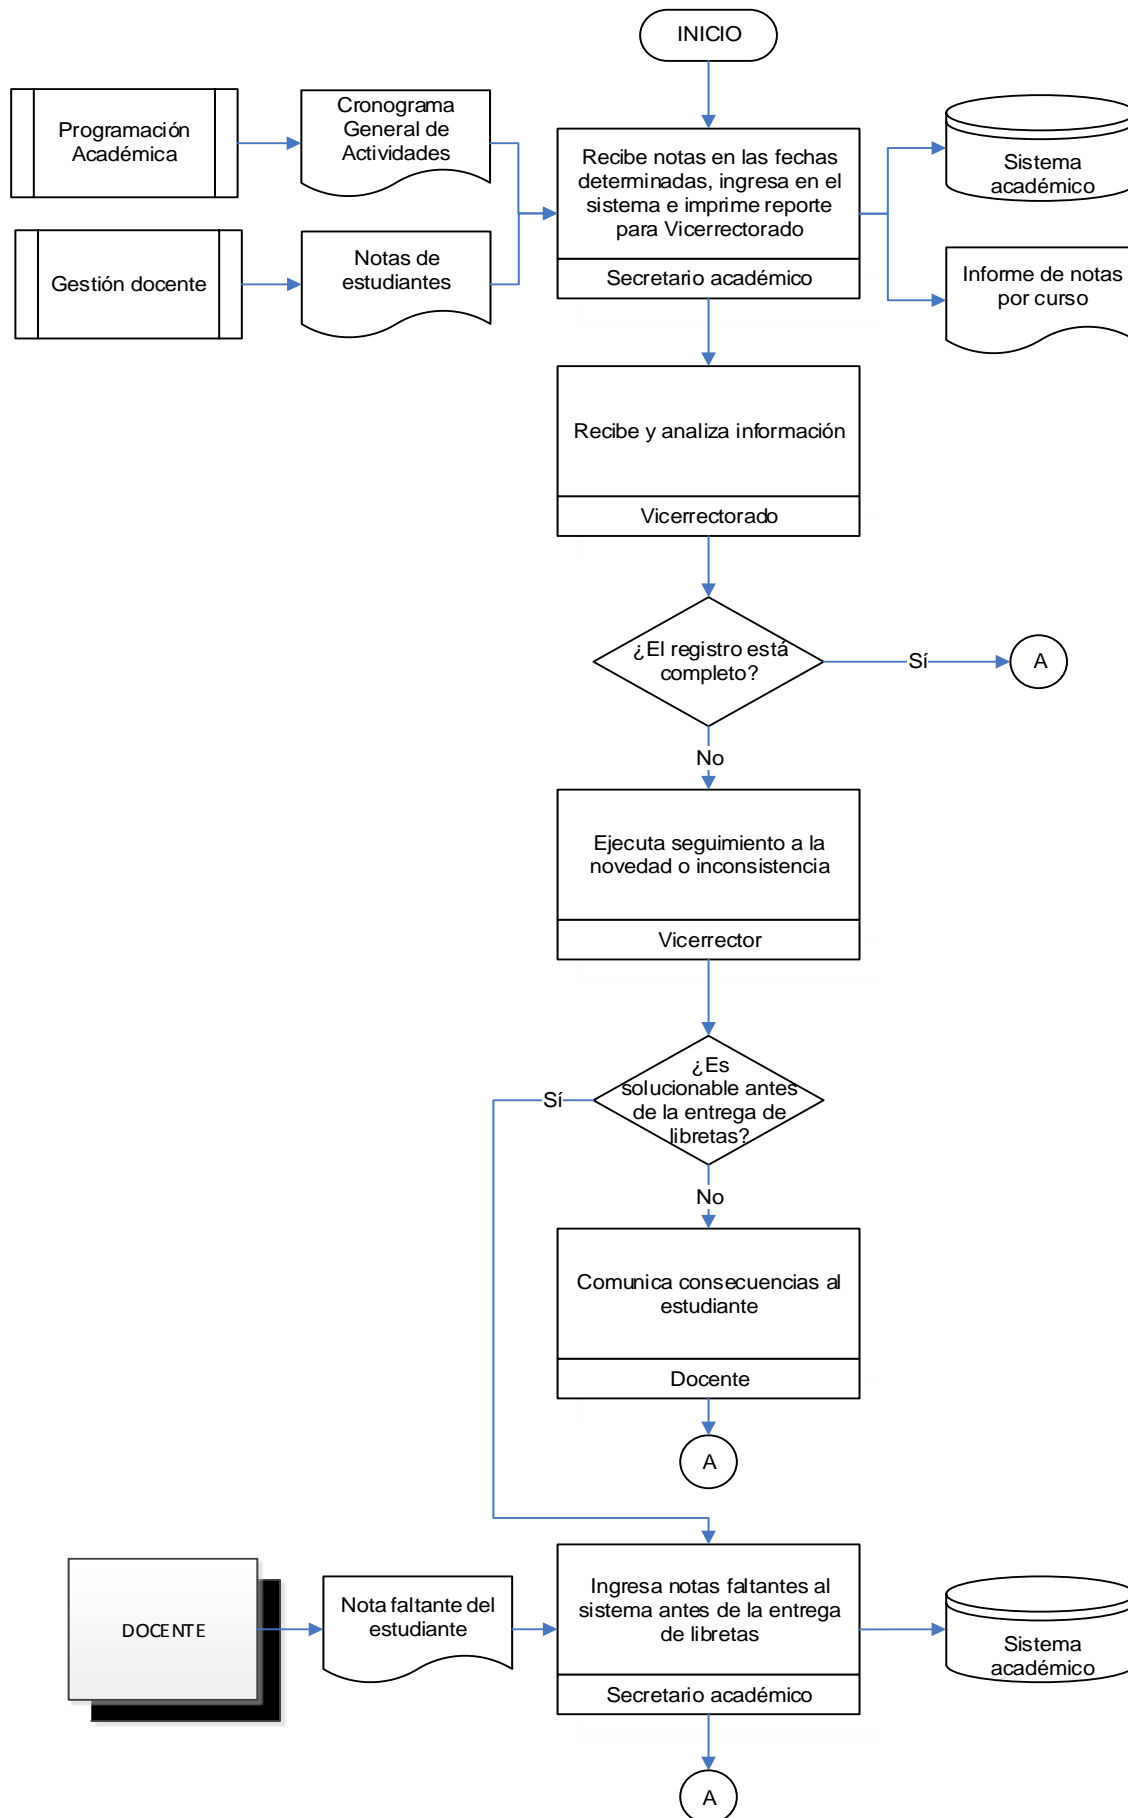 INICIO
Programación
Académica
Cronograma
General de
Actividades
Recibe notas en las fechas
determinadas, ingresa en el
sistema e imprime reporte
para Vicerrectorado
Secretario académico
Sistema
académico
Gestión docente
Notas de
estudiantes
Informe de notas
por curso
Recibe y analiza información
Vicerrectorado
¿El registro está
completo?
Sí
A
No
Ejecuta seguimiento a la
novedad o inconsistencia
Vicerrector
¿Es
solucionable antes
de la entrega de
libretas?
Sí
No
Comunica consecuencias al
estudiante
Docente
A
DOCENTE
Nota faltante del
estudiante
Ingresa notas faltantes al
sistema antes de la entrega
de libretas
Secretario académico
Sistema
académico
A